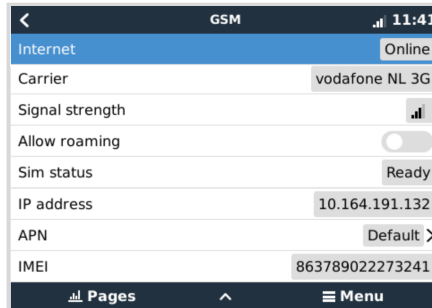 GSM 11:41
Internet Online
Carrier vodafone NL 3G
Signal strength
Allow roaming
Sim status Ready
IP address 10.164.191.132
APN Default
IMEI 863789022273241
Pages Menu